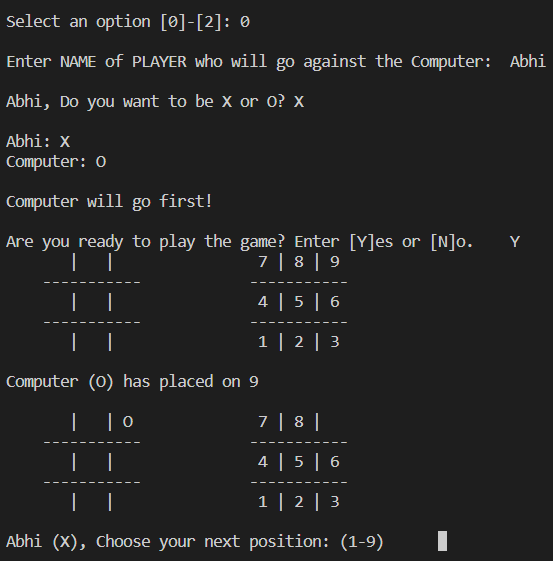 Select an option [0]-[2]: 0
Enter NAME of PLAYER who will go against the Computer:  Abhi
Abhi, Do you want to be X or O? X
Abhi: X
Computer: O
Computer will go first!
Are you ready to play the game? Enter [Y]es or [N]o.    Y
       |   |                7 | 8 | 9
    -----------            -----------
       |   |                4 | 5 | 6
    -----------            -----------
       |   |                1 | 2 | 3
Computer (O) has placed on 9
       |   | O              7 | 8 |
    -----------            -----------
       |   |                4 | 5 | 6
    -----------            -----------
       |   |                1 | 2 | 3
Abhi (X), Choose your next position: (1-9)